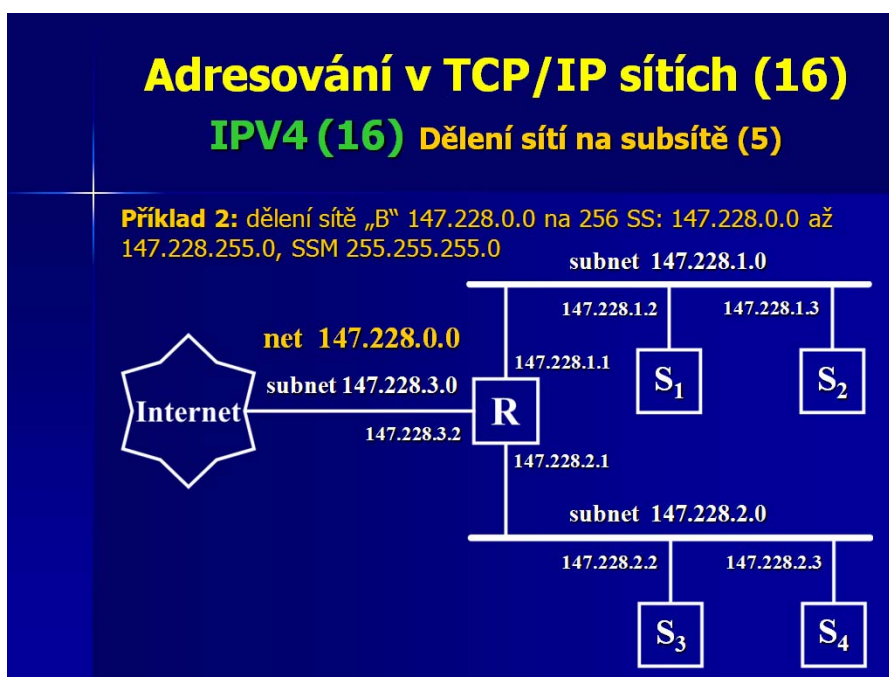 Adresování v TCP/IP sítích (16)
IPV4 (16) Dělení sítí na subsítě (5)
Příklad 2: dělení sítě „B“ 147.228.0.0 na 256 SS: 147.228.0.0 až
147.228.255.0, SSM 255.255.255.0
subnet 147.228.1.0
147.228.1.2
147.228.1.3
net 147.228.0.0
147.228.1.1
S1
S2
subnet 147.228.3.0
Internet
R
147.228.3.2
147.228.2.1
subnet 147.228.2.0
147.228.2.2
147.228.2.3
S3
S4